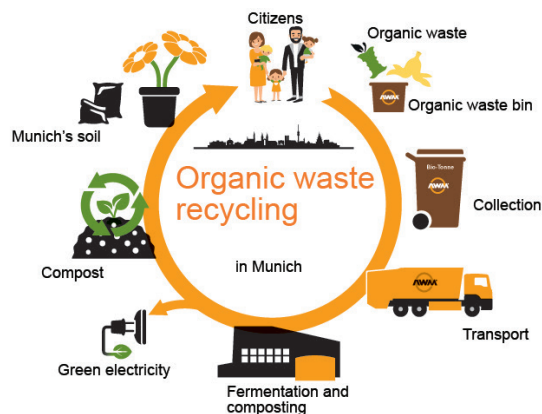 Citizens
Organic waste
AWM
Organic waste bin
Bio-Tonne
AWM
Collection
AWM
Transport
Fermentation and
composting
Green electricity
Compost
Munich's soil
Organic waste
recycling
in Munich